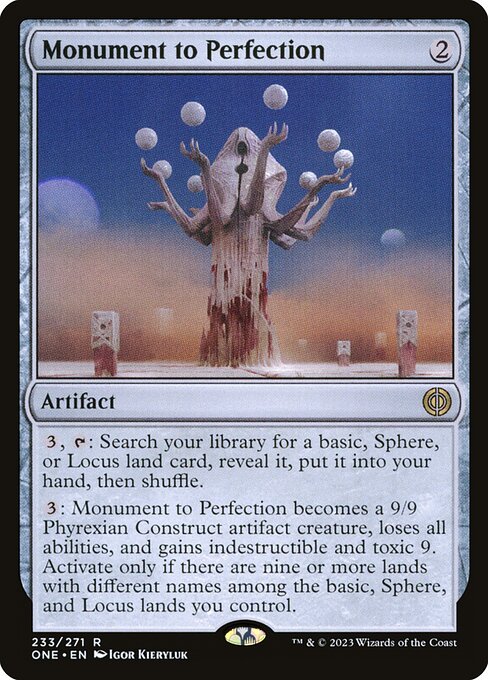 Monument to Perfection 2
Artifact
3, : Search your library for a basic, Sphere,
or Locus land card, reveal it, put it into your
hand, then shuffle.
3: Monument to Perfection becomes a 9/9
Phyrexian Construct artifact creature, loses all
abilities, and gains indestructible and toxic 9.
Activate only if there are nine or more lands
with different names among the basic, Sphere,
and Locus lands you control.
233/271 R
ONE • EN Igor Kieryluk
™ & © 2023 Wizards of the Coast